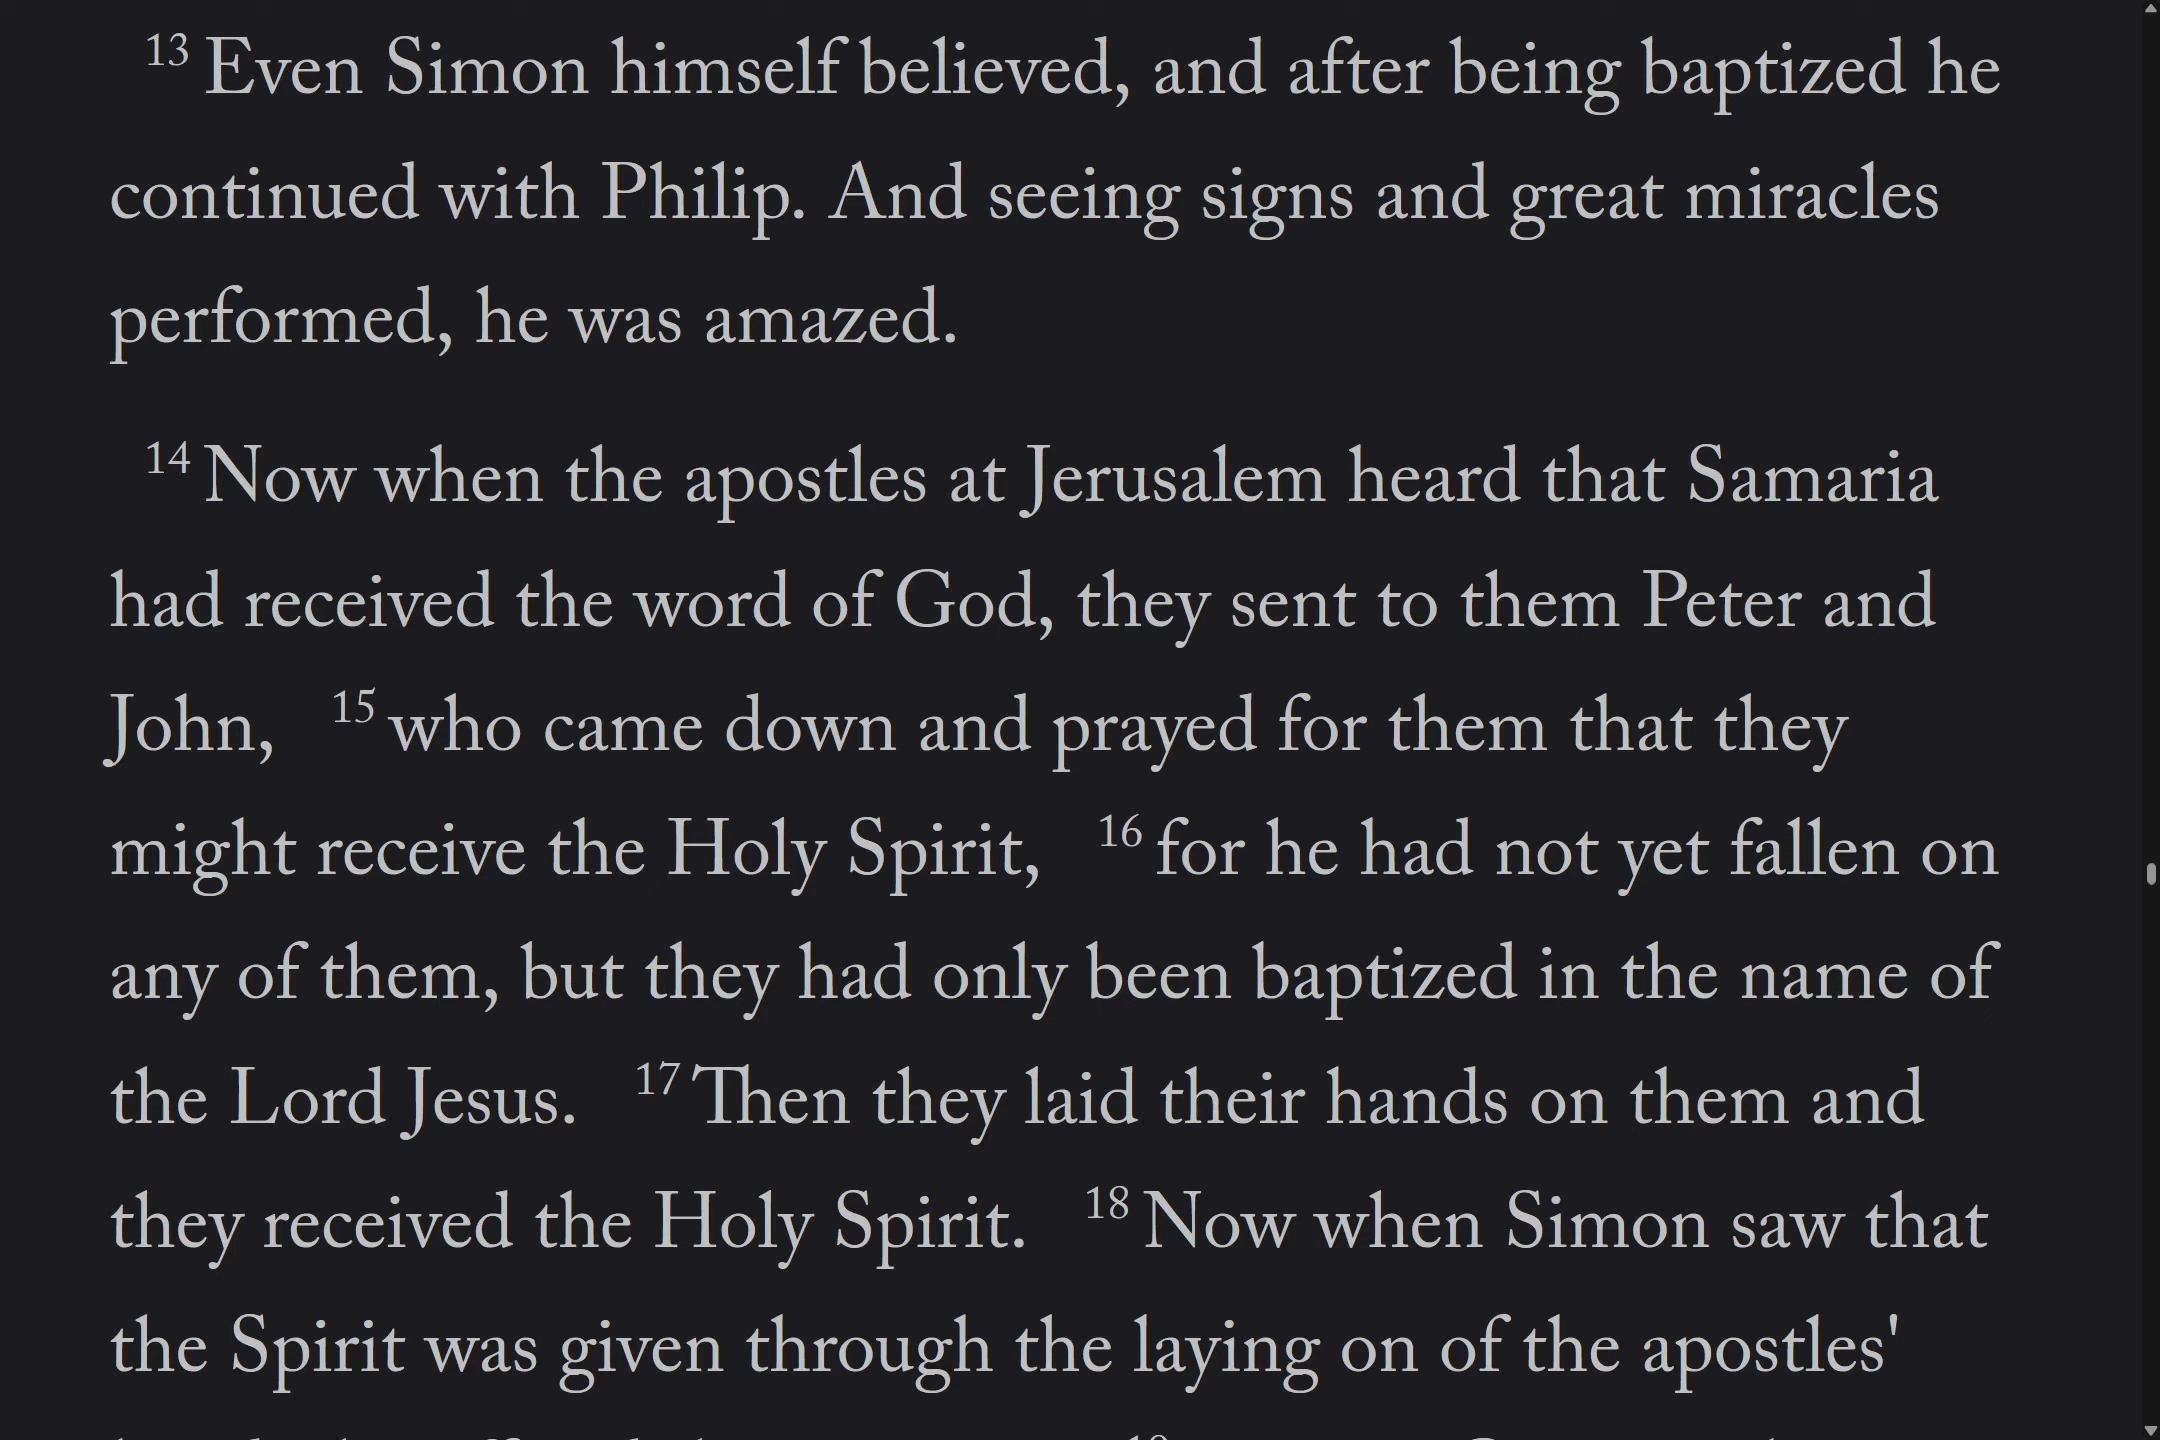 13 Even Simon himself believed, and after being baptized he
continued with Philip. And seeing signs and great miracles
performed, he was amazed.
14 Now when the apostles at Jerusalem heard that Samaria
had received the word of God, they sent to them Peter and
John, 15 who came down and prayed for them that they
might receive the Holy Spirit, 16 for he had not yet fallen on
any of them, but they had only been baptized in the name of
the Lord Jesus. 17 Then they laid their hands on them and
they received the Holy Spirit. 18 Now when Simon saw that
the Spirit was given through the laying on of the apostles'